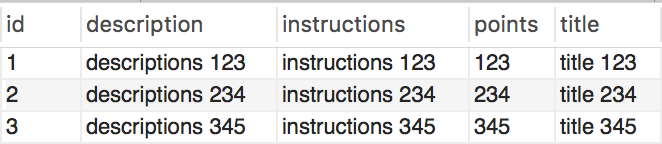 id description instructions points title
1 descriptions 123 instructions 123 123 title 123
2 descriptions 234 instructions 234 234 title 234
3 descriptions 345 instructions 345 345 title 345